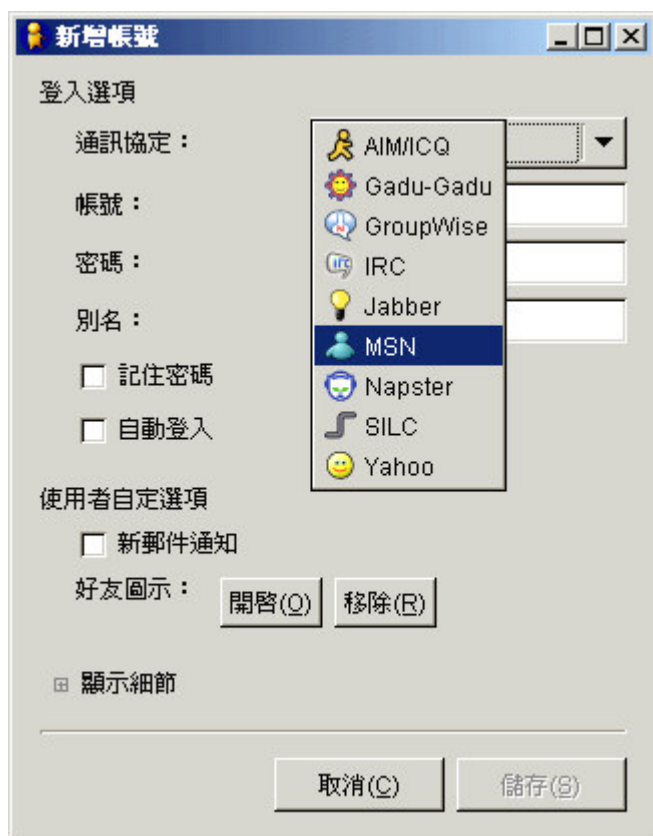 新增帳號
登入選項
通訊協定：
AIM/ICQ
Gadu-Gadu
帳號：
GroupWise
密碼：
IRC
Jabber
別名：
MSN
記住密碼
Napster
自動登入
SILC
Yahoo
使用者自定選項
新郵件通知
好友圖示：
開啓(O) 移除(R)
顯示細節
取消(C) 儲存(S)